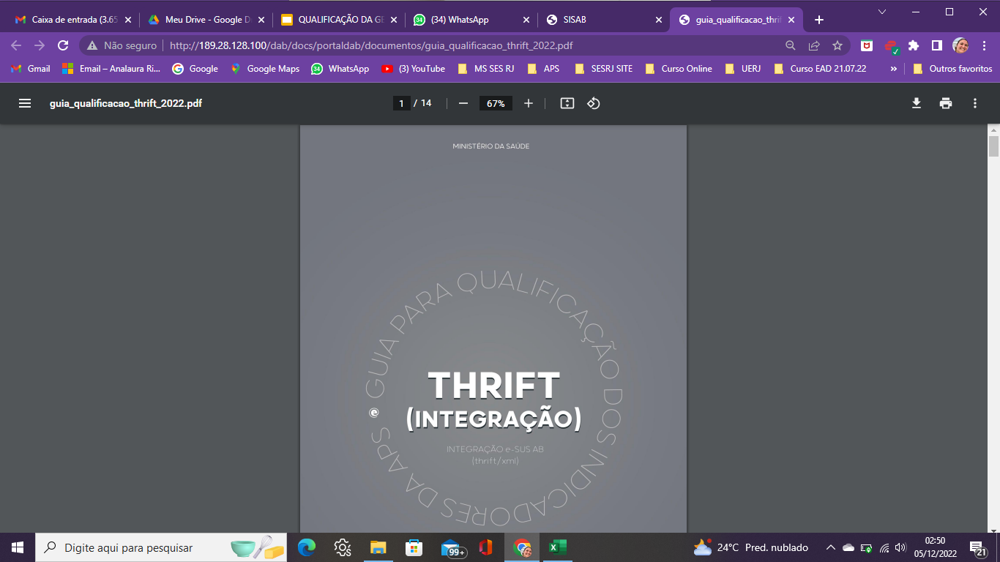 Caixa de entrada (3.65
Meu Drive - Google D
QUALIFICAÇÃO DA GE
(34) WhatsApp
SISAB
guia_qualificacao_thrif
Não seguro
http://189.28.128.100/dab/docs/portaldab/documentos/guia_qualificacao_thrift_2022.pdf
Gmail
Email – Analaura Ri...
Google
Google Maps
WhatsApp
(3) YouTube
MS SES RJ
APS
SESRJ SITE
Curso Online
UERJ
Curso EAD 21.07.22
»
Outros favoritos
guia_qualificacao_thrift_2022.pdf
1 / 14
67%
MINISTÉRIO DA SAÚDE
GUIA PARA QUALIFICAÇÃO DOS INDICADORES DA APS
THRIFT
(INTEGRAÇÃO)
INTEGRAÇÃO e-SUS AB
(thrift/xml)
Digite aqui para pesquisar
99+
24°C Pred. nublado
02:50
05/12/2022
21